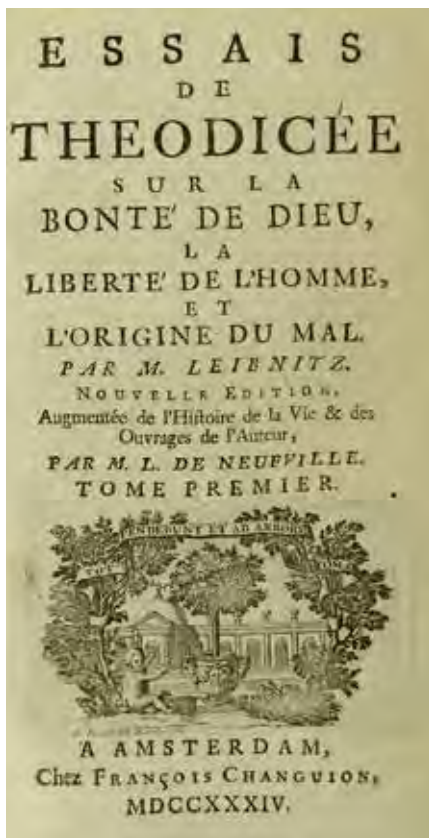 ESSAIS
DE
THEODICÉE
SUR LA
BONTE' DE DIEU,
LA
LIBERTE' DE L'HOMME,
ET
L'ORIGINE DU MAL.
PAR M. LEIBNITZ.
NOUVELLE EDITION,
Augmentée de l'Histoire de la Vie & des
Ouvrages de l'Auteur,
PAR M. L. DE NEUFVILLE.
TOME PREMIER.
ET AB
A AMSTERDAM,
Chez FRANÇOIS CHANGUION,
MDCCXXXIV.